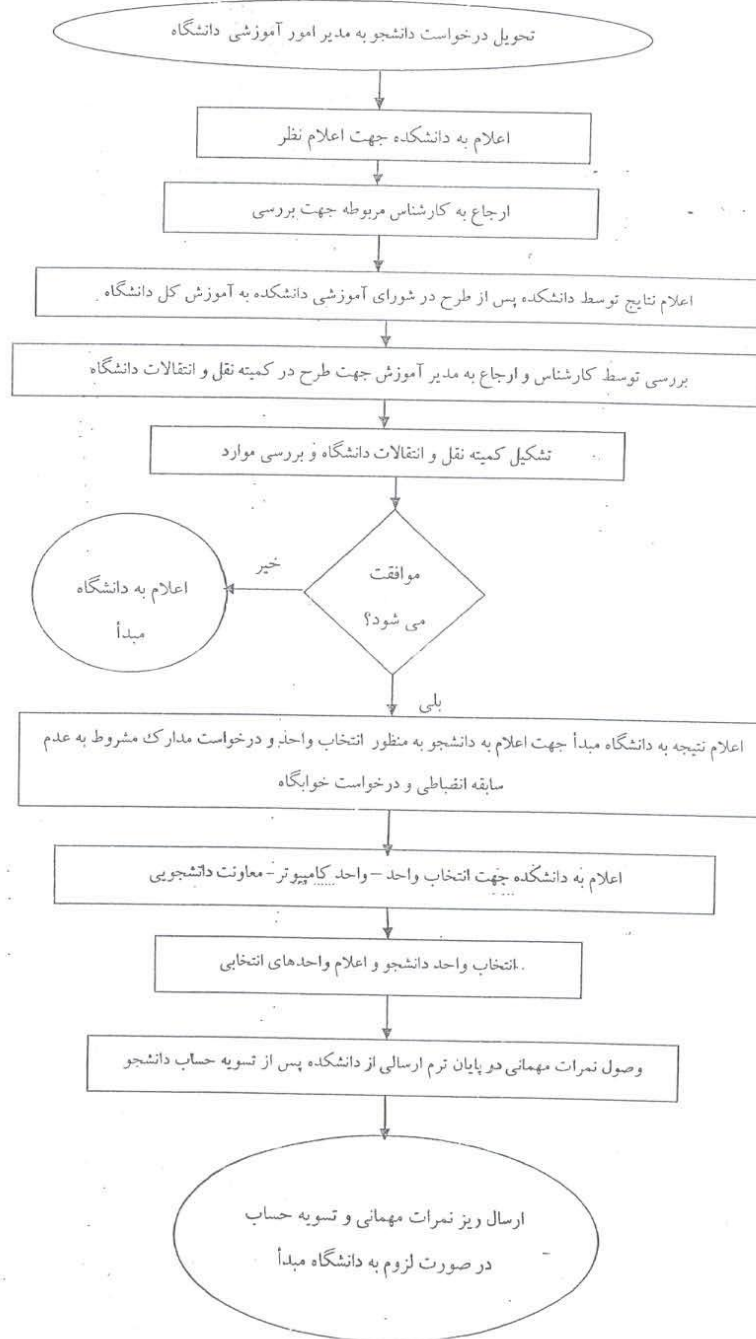 تحویل درخواست دانشجو به مدیر امور آموزشی دانشگاه
اعلام به دانشکده جهت اعلام نظر
ارجاع به کارشناس مربوطه جهت بررسی
اعلام نتایج توسط دانشکده پس از طرح در شورای آموزشی دانشکده به آموزش کل دانشگاه
بررسی توسط کارشناس و ارجاع به مدیر آموزش جهت طرح در کمیته نقل و انتقالات دانشگاه
تشکیل کمیته نقل و انتقالات دانشگاه و بررسی موارد
موافقت
می شود؟
خیر
اعلام به دانشگاه
مبدأ
بلی
اعلام نتیجه به دانشگاه مبدأ جهت اعلام به دانشجو به منظور انتخاب واحد و درخواست مدارک مشروط به عدم
سابقه انضباطی و درخواست خوابگاه
اعلام به دانشکده جهت انتخاب واحد – واحد کامپیوتر – معاونت دانشجویی
انتخاب واحد دانشجو و اعلام واحدهای انتخابی
وصول نمرات مهمانی در پایان ترم ارسالی از دانشکده پس از تسویه حساب دانشجو
ارسال ریز نمرات مهمانی و تسویه حساب
در صورت لزوم به دانشگاه مبدأ